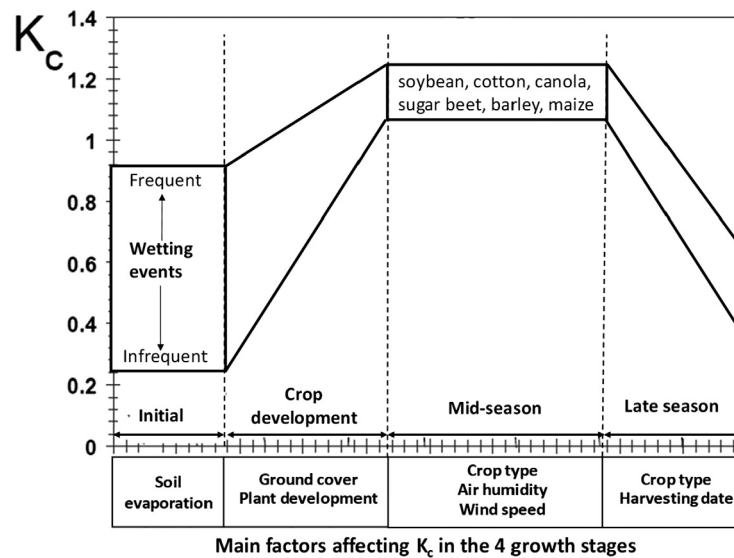 K_c
1.4
1.2
1
0.8
0.6
0.4
0.2
0
soybean, cotton, canola,
sugar beet, barley, maize
Frequent
Wetting
events
Infrequent
Initial
Crop
development
Mid-season
Late season
Soil
evaporation
Ground cover
Plant development
Crop type
Air humidity
Wind speed
Crop type
Harvesting date
Main factors affecting K_c in the 4 growth stages